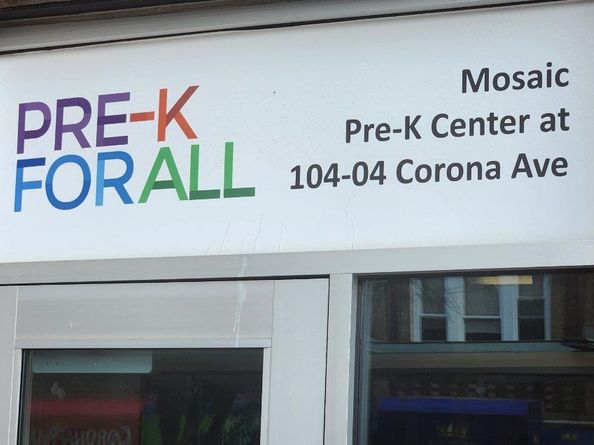 PRE-K
FOR ALL
Mosaic
Pre-K Center at
104-04 Corona Ave